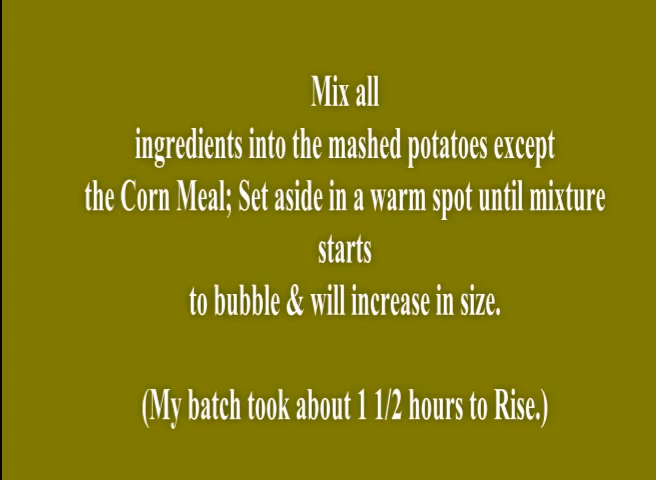 Mix all
ingredients into the mashed potatoes except
the Corn Meal; Set aside in a warm spot until mixture
starts
to bubble & will increase in size.
(My batch took about 1 1/2 hours to Rise.)